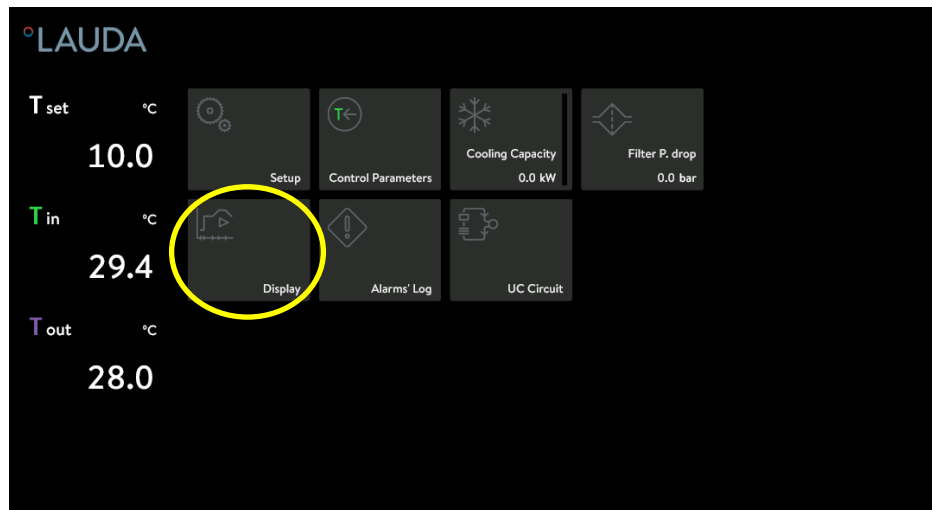 °LAUDA
T set °C
10.0
T in °C
29.4
T out °C
28.0
Setup
T
Control Parameters
Cooling Capacity
0.0 kW
Filter P. drop
0.0 bar
Display
Alarms' Log
UC Circuit